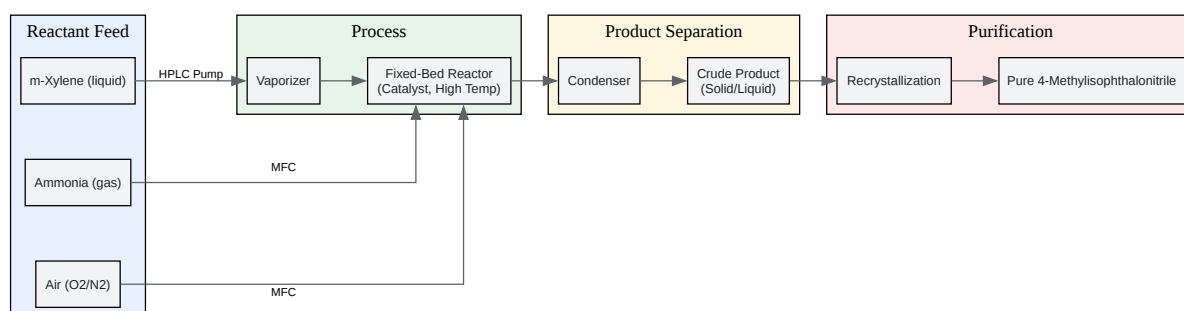 Reactant Feed
Process
Product Separation
Purification
m-Xylene (liquid)
HPLC Pump
Vaporizer
Fixed-Bed Reactor
(Catalyst, High Temp)
Condenser
Crude Product
(Solid/Liquid)
Recrystallization
Pure 4-Methylisophthalonitrile
Ammonia (gas)
MFC
Air (O2/N2)
MFC